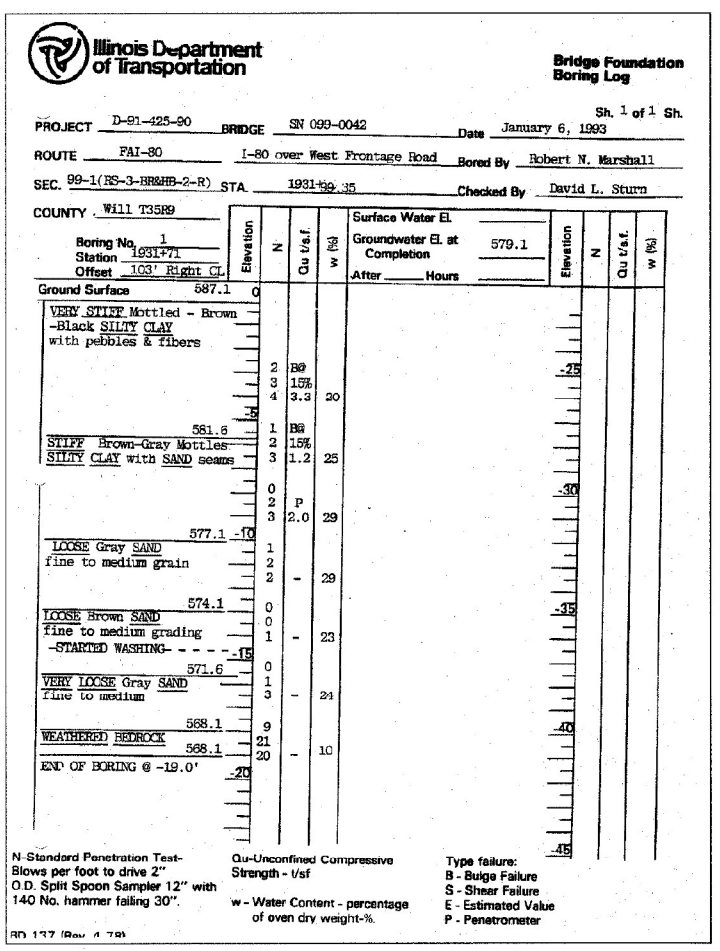 Illinois Department
of Transportation
Bridge Foundation
Boring Log
Sh. 1 of 1 Sh.
PROJECT D-91-425-90 BRIDGE SN 099-0042 Date January 6, 1993
ROUTE FAI-80 I-80 over West Frontage Road Bored By Robert N. Marshall
SEC. 99-1(RS-3-BR&HB-2-R) STA. 1931+99.35 Checked By David L. Sturn
COUNTY Will T35R9
Boring No. 1
Station 1931+71
Offset 103' Right CL
Elevation
N
Qu t/s.f.
w (%)
Surface Water El.
Groundwater El. at
Completion 579.1
After Hours
Elevation
N
Qu t/s.f.
w (%)
Ground Surface 587.1 0
VERY STIFF Mottled - Brown
-Black SILTY CLAY
with pebbles & fibers
2 B@ -25
3 15%
4 3.3 20
-5
581.6 1 B@
STIFF Brown-Gray Mottles 2 15%
SILTY CLAY with SAND seams 3 1.2 25
0 -30
2 P
3 2.0 29
577.1 -10
LOOSE Gray SAND 1
fine to medium grain 2
2 - 29
574.1 0 -35
LOOSE Brown SAND 0
fine to medium grading 1 - 23
-STARTED WASHING- - - - - -15
571.6 0
VERY LOOSE Gray SAND 1
fine to medium 3 - 24
568.1 9 -40
WEATHERED BEDROCK 21
568.1 20 - 10
END OF BORING @ -19.0'
-20
-45
N-Standard Penetration Test-
Blows per foot to drive 2"
O.D. Split Spoon Sampler 12" with
140 No. hammer falling 30".
Qu-Unconfined Compressive
Strength - t/sf
w - Water Content - percentage
of oven dry weight-%.
Type failure:
B - Bulge Failure
S - Shear Failure
E - Estimated Value
P - Penetrometer
BD 137 (Rev. 4 78)